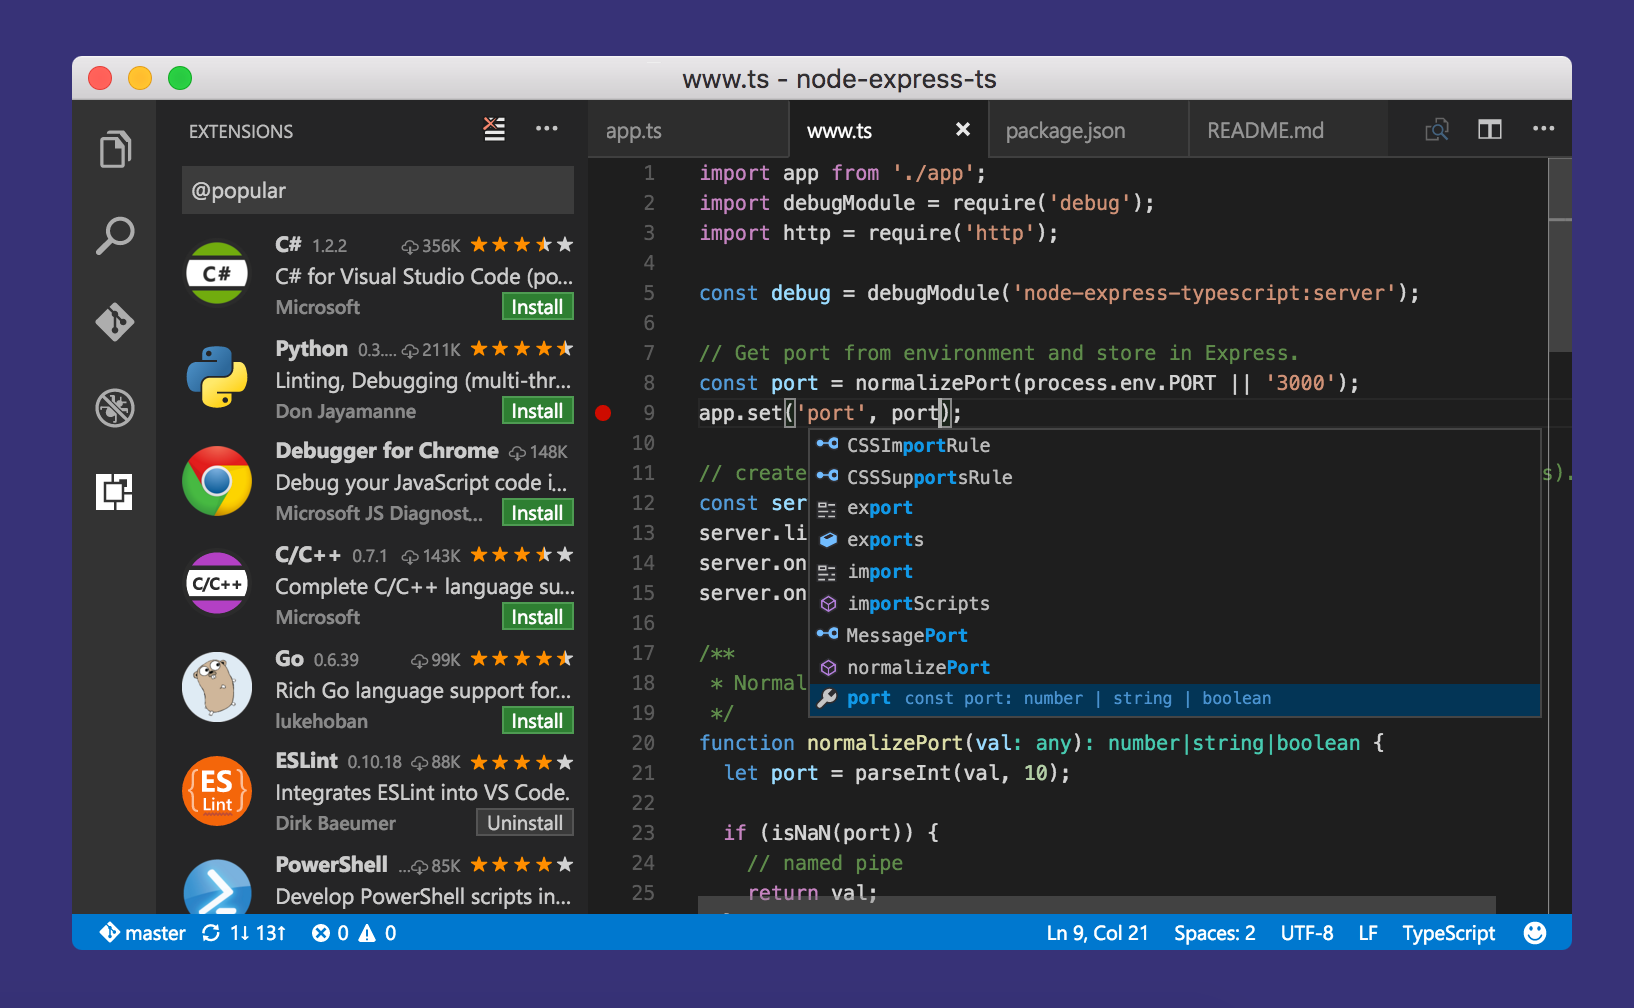 www.ts - node-express-ts
EXTENSIONS
@popular
C# 1.2.2 356K
C# for Visual Studio Code (po...
Microsoft Install
C#
Python 0.3.... 211K
Linting, Debugging (multi-thr...
Don Jayamanne Install
Debugger for Chrome 148K
Debug your JavaScript code i...
Microsoft JS Diagnost... Install
C/C++ 0.7.1 143K
Complete C/C++ language su...
Microsoft Install
C/C++
Go 0.6.39 99K
Rich Go language support for...
lukehoban Install
ESLint 0.10.18 88K
Integrates ESLint into VS Code.
Dirk Baeumer Uninstall
{ES}
Lint
PowerShell ... 85K
Develop PowerShell scripts in...
app.ts www.ts package.json README.md
1 import app from './app';
2 import debugModule = require('debug');
3 import http = require('http');
4
5 const debug = debugModule('node-express-typescript:server');
6
7 // Get port from environment and store in Express.
8 const port = normalizePort(process.env.PORT || '3000');
9 app.set('port', port);
10
11 // create s).
12 const ser
13 server.li
14 server.on
15 server.on
16
17 /**
18 * Normal
19 */
20 function normalizePort(val: any): number|string|boolean {
21 let port = parseInt(val, 10);
22
23 if (isNaN(port)) {
24 // named pipe
25 return val;
CSSImportRule
CSSSupportsRule
export
exports
import
importScripts
MessagePort
normalizePort
port const port: number | string | boolean
master 1↓ 13↑ 0 0 Ln 9, Col 21 Spaces: 2 UTF-8 LF TypeScript